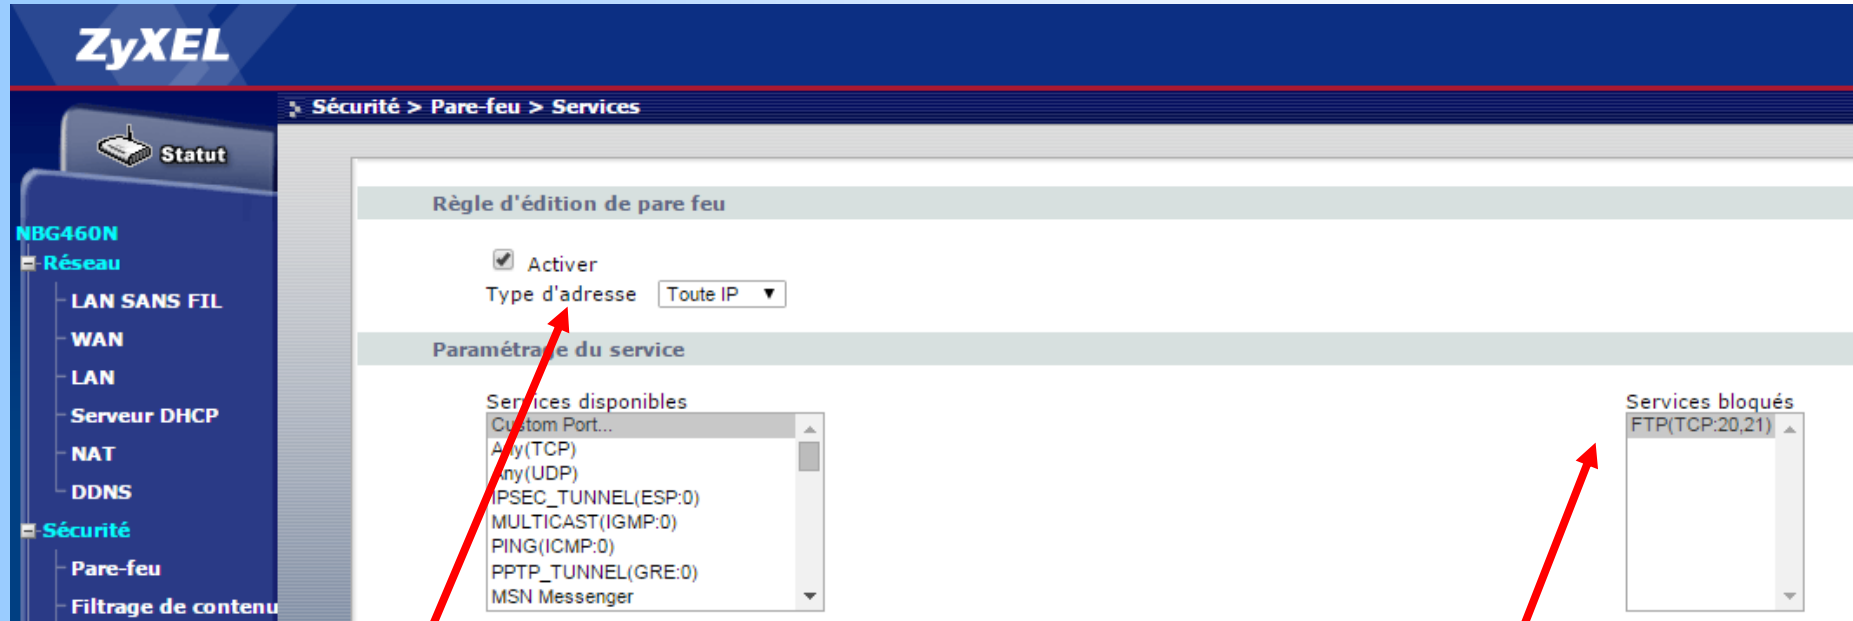 ZyXEL
Sécurité > Pare-feu > Services
Statut
NBG460N
Réseau
LAN SANS FIL
WAN
LAN
Serveur DHCP
NAT
DDNS
Sécurité
Pare-feu
Filtrage de contenu
Règle d'édition de pare feu
Activer
Type d'adresse Toute IP
Paramétrage du service
Services disponibles
Custom Port...
Any(TCP)
Any(UDP)
IPSEC_TUNNEL(ESP:0)
MULTICAST(IGMP:0)
PING(ICMP:0)
PPTP_TUNNEL(GRE:0)
MSN Messenger
Services bloqués
FTP(TCP:20,21)